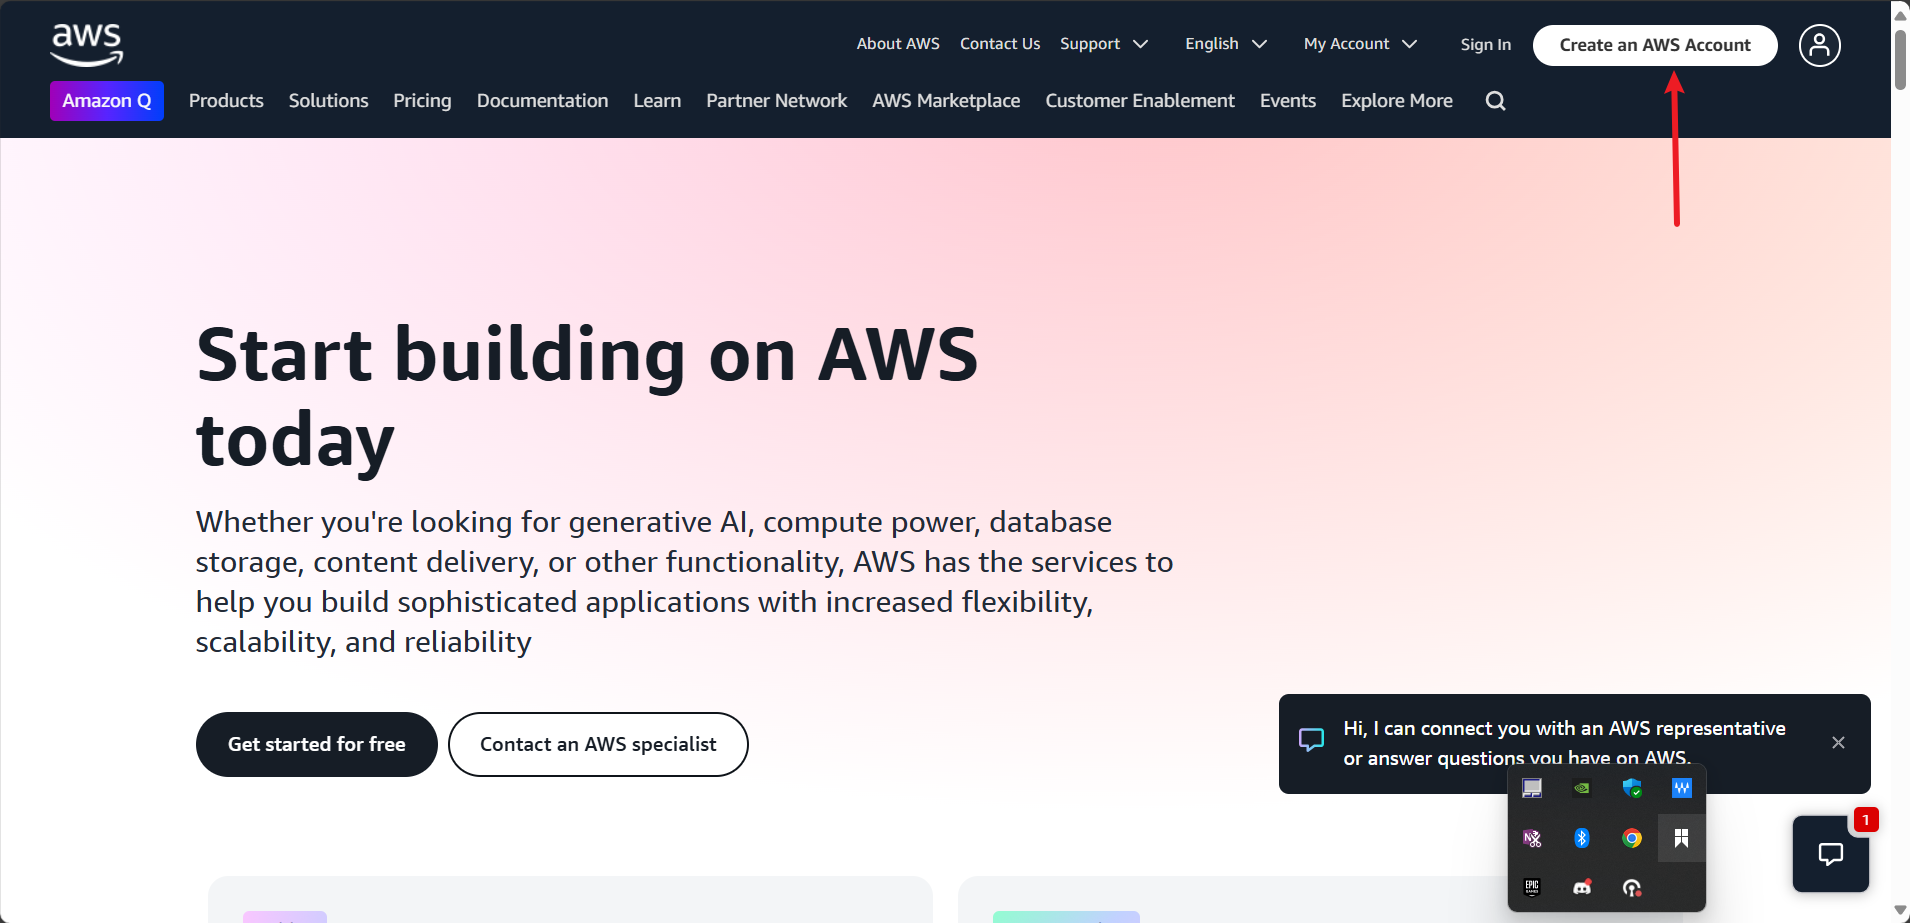 aws
About AWS Contact Us Support English My Account Sign In Create an AWS Account
Amazon Q Products Solutions Pricing Documentation Learn Partner Network AWS Marketplace Customer Enablement Events Explore More
Start building on AWS
today
Whether you're looking for generative AI, compute power, database
storage, content delivery, or other functionality, AWS has the services to
help you build sophisticated applications with increased flexibility,
scalability, and reliability
Get started for free Contact an AWS specialist
Hi, I can connect you with an AWS representative
or answer questions you have on AWS.
1
N
EPIC
GAMES